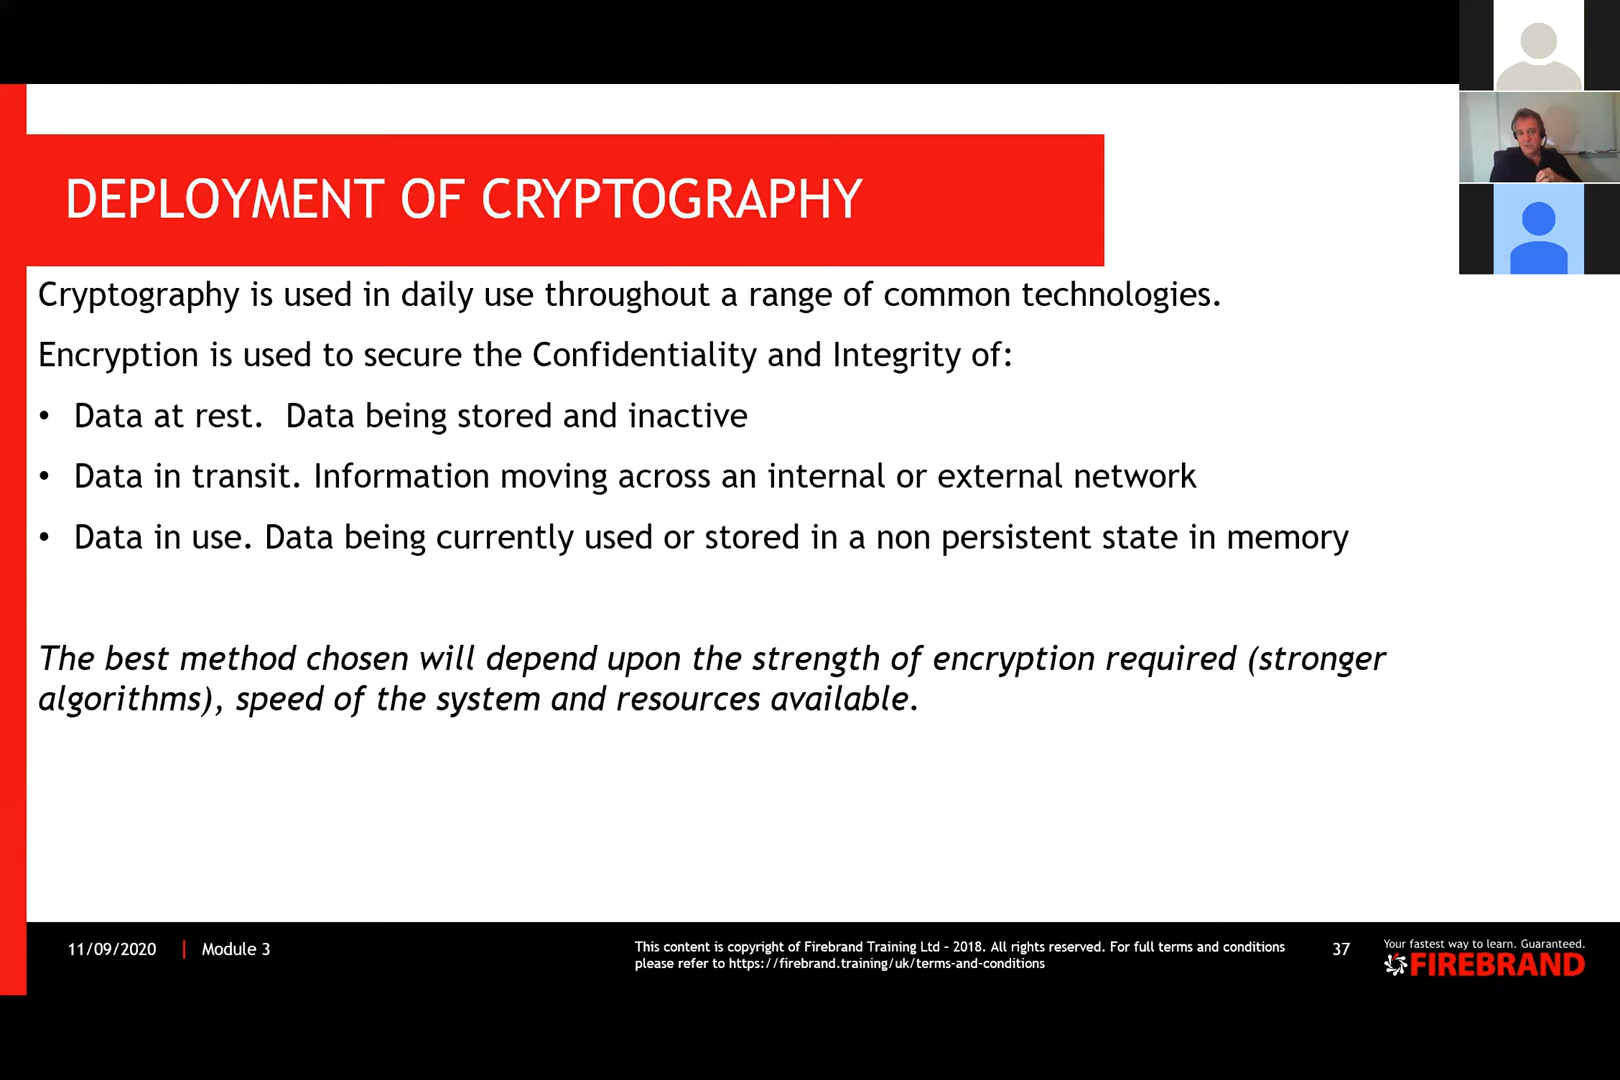 DEPLOYMENT OF CRYPTOGRAPHY
Cryptography is used in daily use throughout a range of common technologies.
Encryption is used to secure the Confidentiality and Integrity of:
• Data at rest.  Data being stored and inactive
• Data in transit. Information moving across an internal or external network
• Data in use. Data being currently used or stored in a non persistent state in memory
The best method chosen will depend upon the strength of encryption required (stronger
algorithms), speed of the system and resources available.
11/09/2020 | Module 3
This content is copyright of Firebrand Training Ltd – 2018. All rights reserved. For full terms and conditions
please refer to https://firebrand.training/uk/terms-and-conditions
37
Your fastest way to learn. Guaranteed.
FIREBRAND